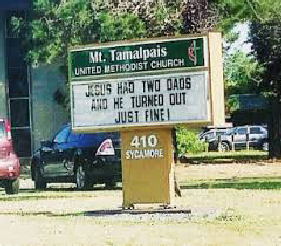 Mt. Tamalpais
UNITED METHODIST CHURCH
JESUS HAD TWO DADS
AND HE TURNED OUT
JUST FINE!
410
SYCAMORE